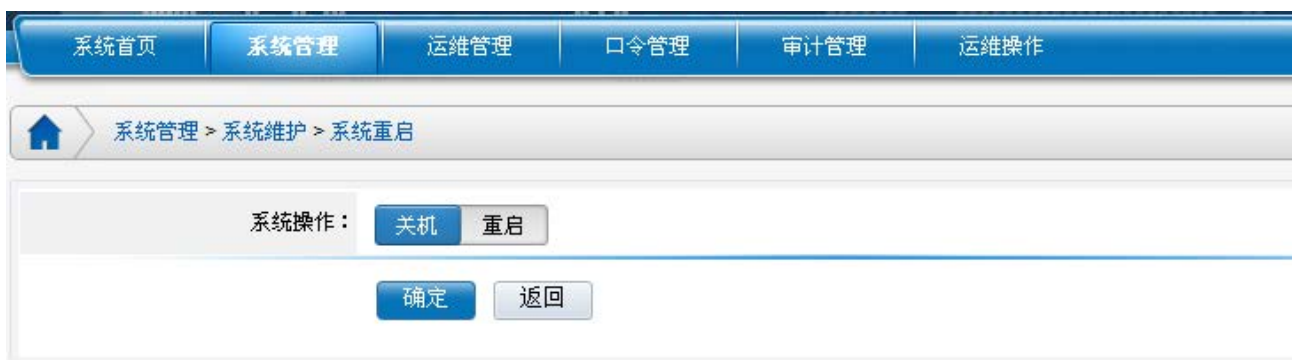 系统首页 系统管理 运维管理 口令管理 审计管理 运维操作
系统管理 > 系统维护 > 系统重启
系统操作： 关机 重启
确定 返回